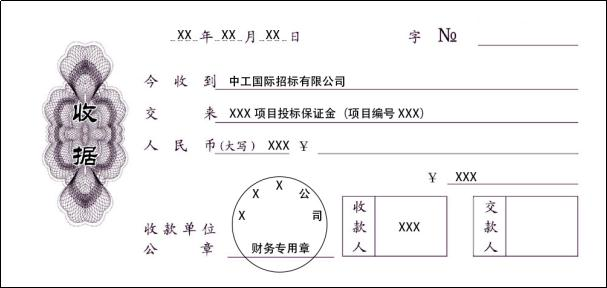 XX 年 XX 月 XX 日 字 №
收据
今收到 中工国际招标有限公司
交来 XXX 项目投标保证金（项目编号 XXX）
人民币(大写) XXX ￥
￥ XXX
X X X 公司
财务专用章
收款单位
公章
收款人 XXX
交款人